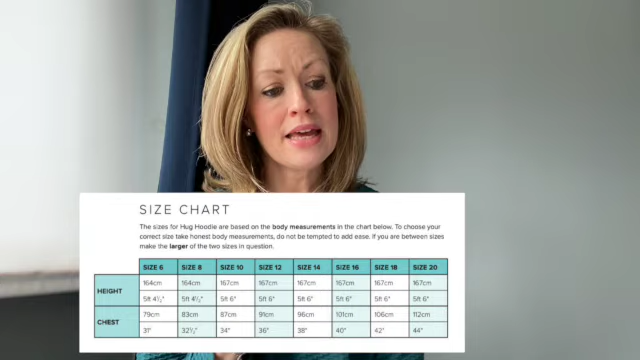 SIZE CHART
The sizes for Hug Hoodie are based on the body measurements in the chart below. To choose your
correct size take honest body measurements, do not be tempted to add ease. If you are between sizes
make the larger of the two sizes in question.
SIZE 6 SIZE 8 SIZE 10 SIZE 12 SIZE 14 SIZE 16 SIZE 18 SIZE 20
HEIGHT 164cm 164cm 167cm 167cm 167cm 167cm 167cm 167cm
5ft 4½" 5ft 4½" 5ft 6" 5ft 6" 5ft 6" 5ft 6" 5ft 6" 5ft 6"
CHEST 79cm 83cm 87cm 91cm 96cm 101cm 106cm 112cm
31" 32½" 34" 36" 38" 40" 42" 44"